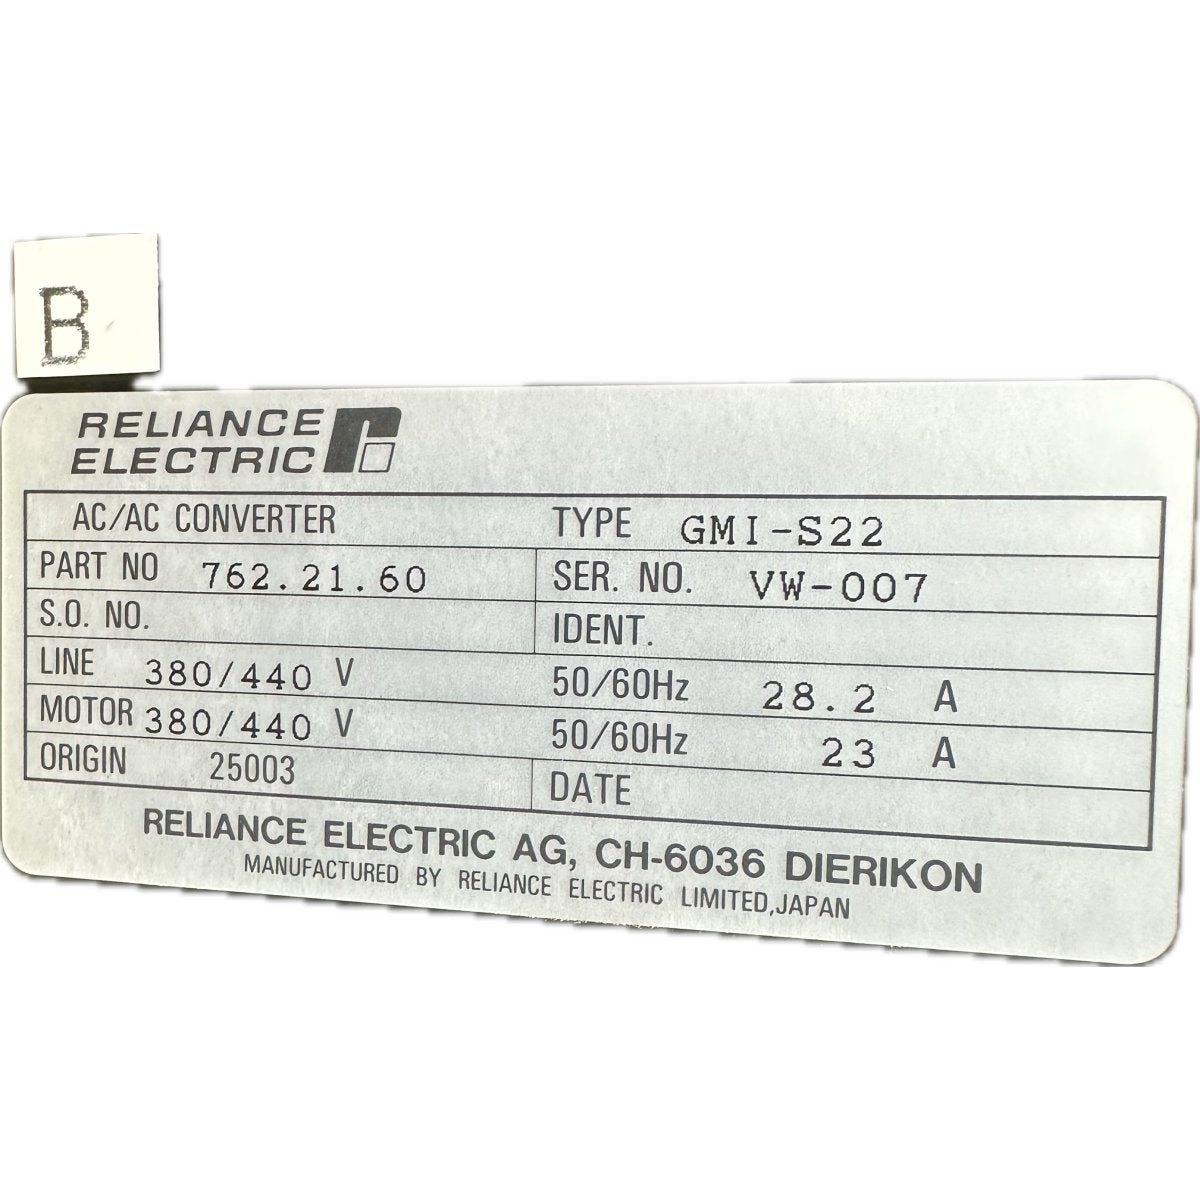 B
RELIANCE
ELECTRIC
AC/AC CONVERTER TYPE GMI-S22
PART NO 762.21.60 SER. NO. VW-007
S.O. NO. IDENT.
LINE 380/440 V 50/60Hz 28.2 A
MOTOR 380/440 V 50/60Hz 23 A
ORIGIN 25003 DATE
RELIANCE ELECTRIC AG, CH-6036 DIERIKON
MANUFACTURED BY RELIANCE ELECTRIC LIMITED,JAPAN